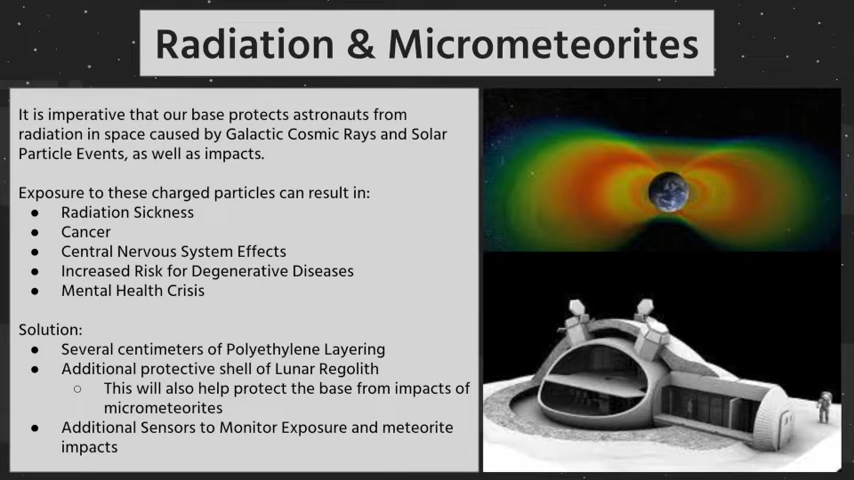 Radiation & Micrometeorites
It is imperative that our base protects astronauts from
radiation in space caused by Galactic Cosmic Rays and Solar
Particle Events, as well as impacts.
Exposure to these charged particles can result in:
● Radiation Sickness
● Cancer
● Central Nervous System Effects
● Increased Risk for Degenerative Diseases
● Mental Health Crisis
Solution:
● Several centimeters of Polyethylene Layering
● Additional protective shell of Lunar Regolith
○ This will also help protect the base from impacts of
micrometeorites
● Additional Sensors to Monitor Exposure and meteorite
impacts